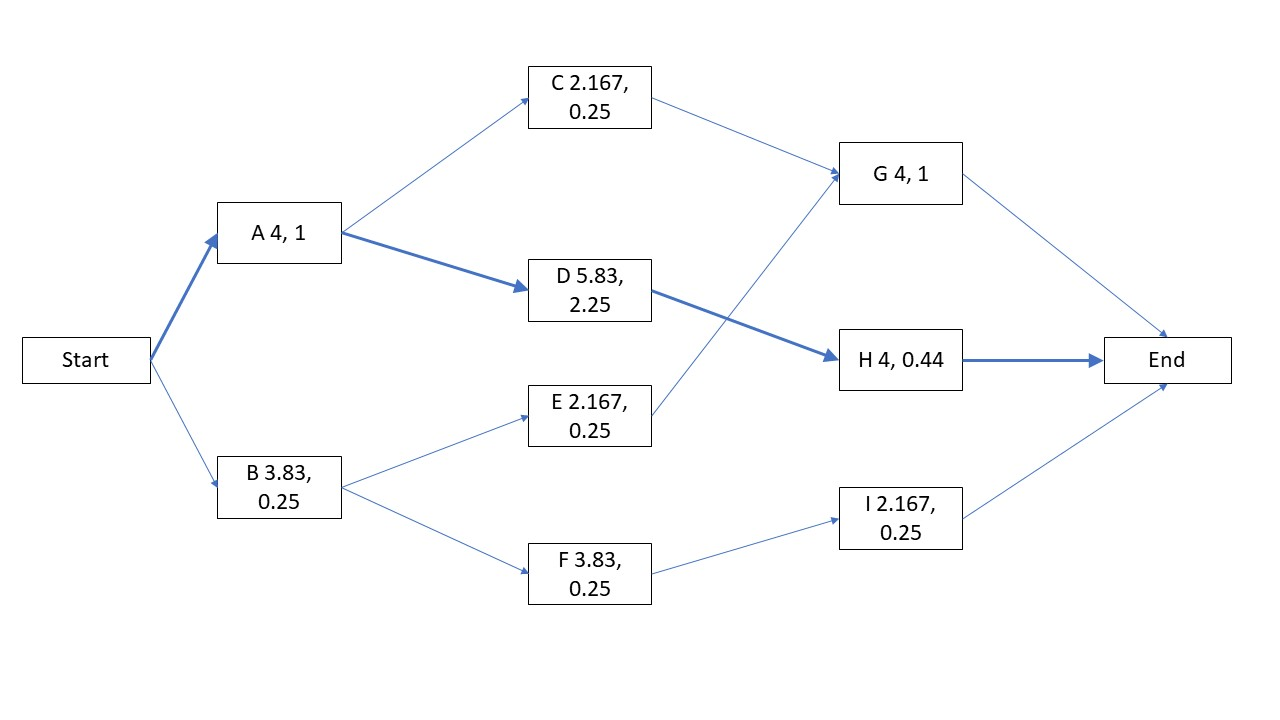 C 2.167,
0.25
G 4, 1
A 4, 1
D 5.83,
2.25
Start
H 4, 0.44
End
E 2.167,
0.25
B 3.83,
0.25
I 2.167,
0.25
F 3.83,
0.25